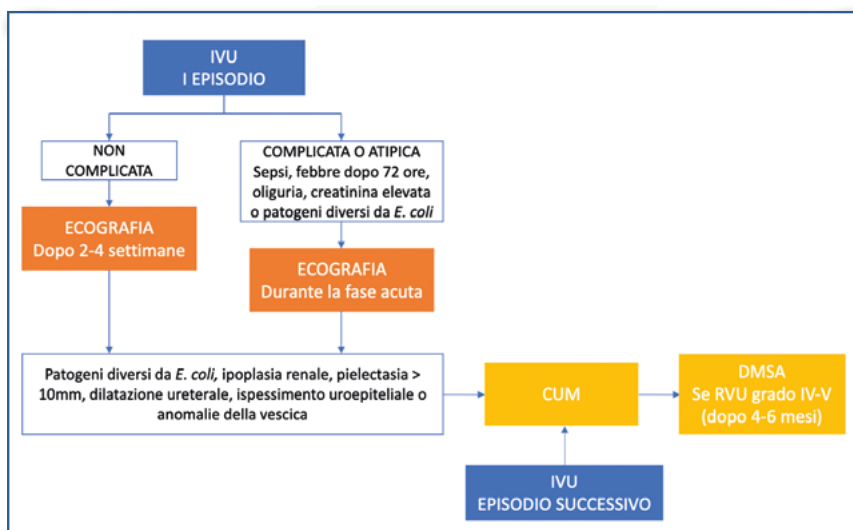 IVU
I EPISODIO
NON
COMPLICATA
COMPLICATA O ATIPICA
Sepsi, febbre dopo 72 ore,
oliguria, creatinina elevata
o patogeni diversi da E. coli
ECOGRAFIA
Dopo 2-4 settimane
ECOGRAFIA
Durante la fase acuta
Patogeni diversi da E. coli, ipoplasia renale, pielectasia >
10mm, dilatazione ureterale, ispessimento uroepiteliale o
anomalie della vescica
CUM
DMSA
Se RVU grado IV-V
(dopo 4-6 mesi)
IVU
EPISODIO SUCCESSIVO